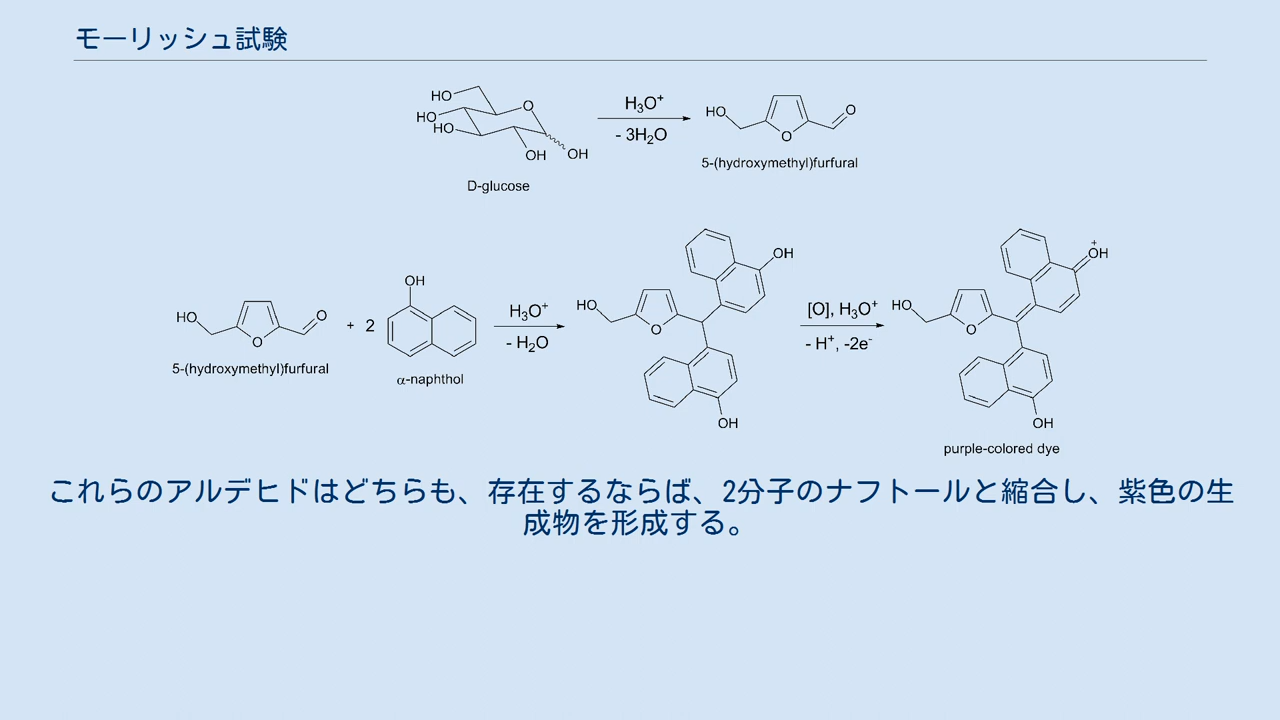 モーリッシュ試験
HO
HO
HO
O
OH
OH
D-glucose
H₃O⁺
- 3H₂O
HO
O
O
5-(hydroxymethyl)furfural
HO
O
O
5-(hydroxymethyl)furfural
+ 2
OH
α-naphthol
H₃O⁺
- H₂O
HO
O
OH
OH
[O], H₃O⁺
- H⁺, -2e⁻
HO
O
+
OH
OH
purple-colored dye
これらのアルデヒドはどちらも、存在するならば、2分子のナフトールと縮合し、紫色の生
成物を形成する。